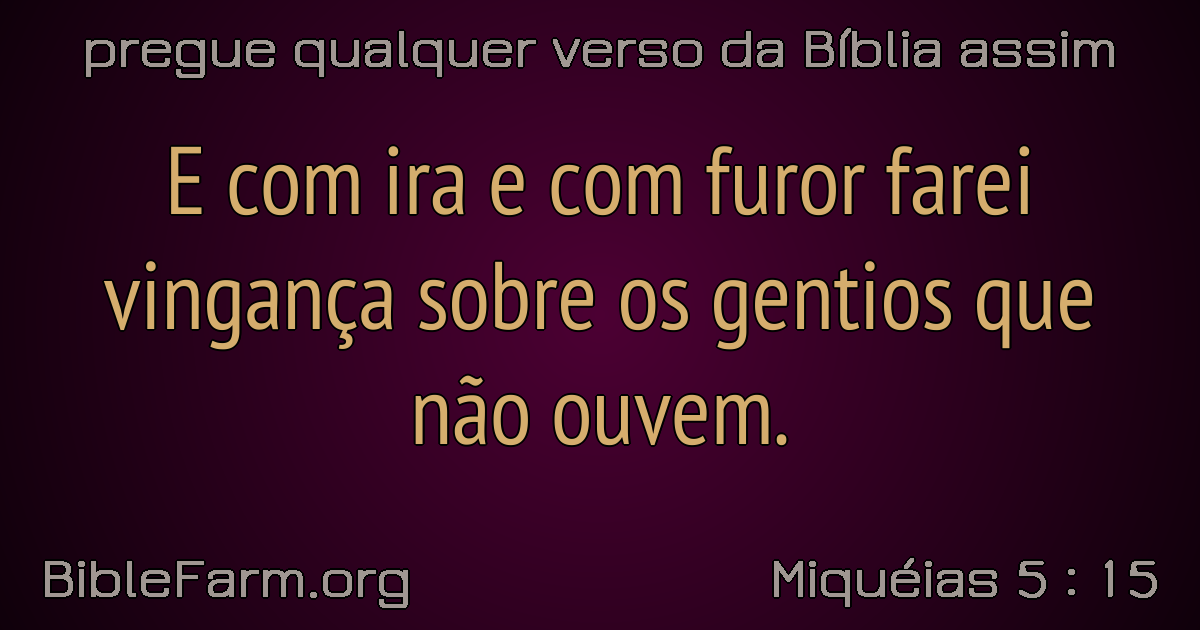 pregue qualquer verso da Bíblia assim
E com ira e com furor farei
vingança sobre os gentios que
não ouvem.
BibleFarm.org
Miquéias 5 : 15